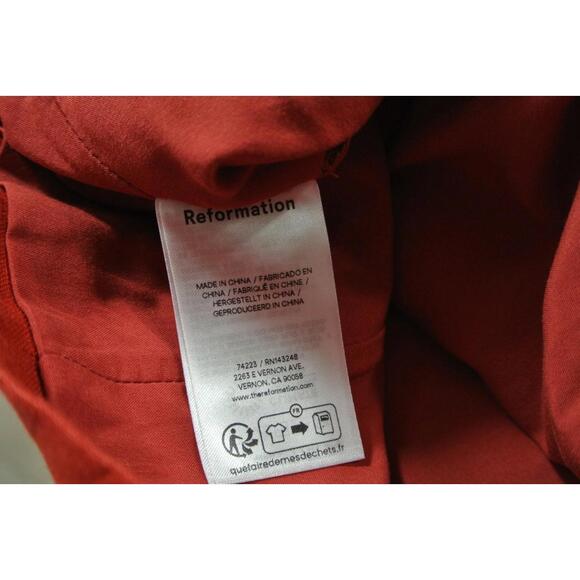 Reformation
MADE IN CHINA / FABRICADO EN
CHINA / FABRIQUÉ EN CHINE /
HERGESTELLT IN CHINA /
GEPRODUCEERD IN CHINA
74223 / RN143248
2263 E VERNON AVE.
VERNON, CA 90058
www.thereformation.com
FR
quefairedemesdechets.fr